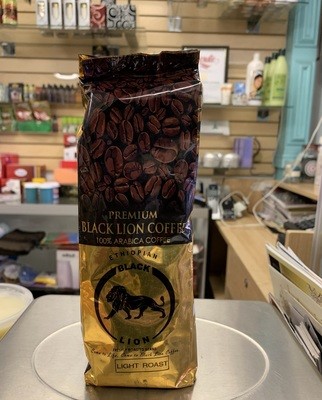 PREMIUM
BLACK LION COFFEE
100% ARABICA COFFEE
ETHIOPIAN
BLACK
LION
LIGHT ROAST